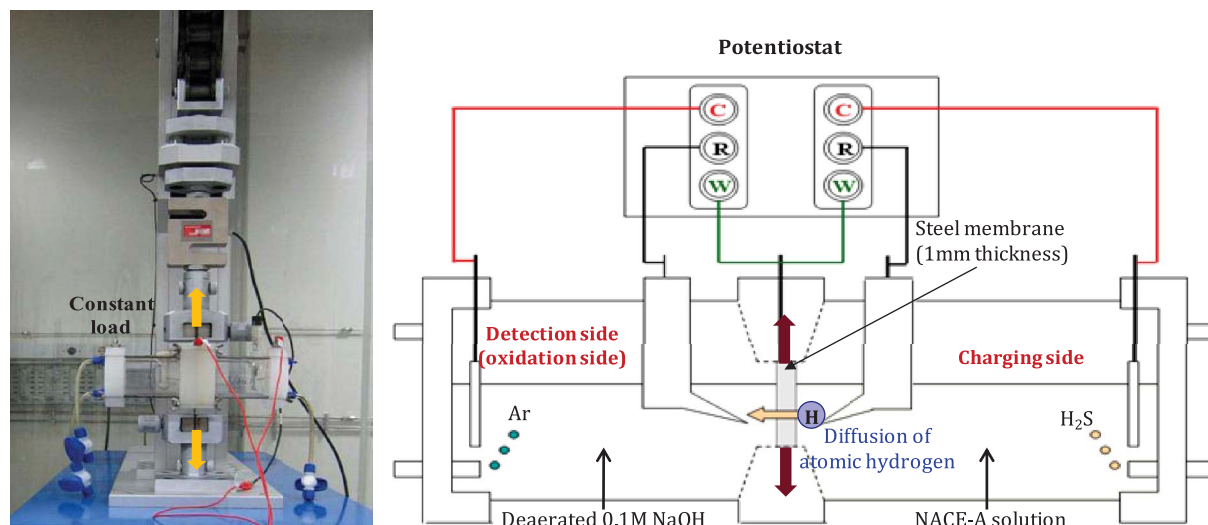 Constant
load
Potentiostat
C
R
W
C
R
W
Steel membrane
(1mm thickness)
Detection side
(oxidation side)
Charging side
Ar
H
H₂S
Diffusion of
atomic hydrogen
Deaerated 0.1M NaOH
NACE-A solution